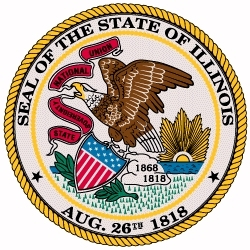 SEAL OF THE STATE OF ILLINOIS
UNION
NATIONAL
SOVEREIGNTY
STATE
1868
1818
AUG. 26TH 1818